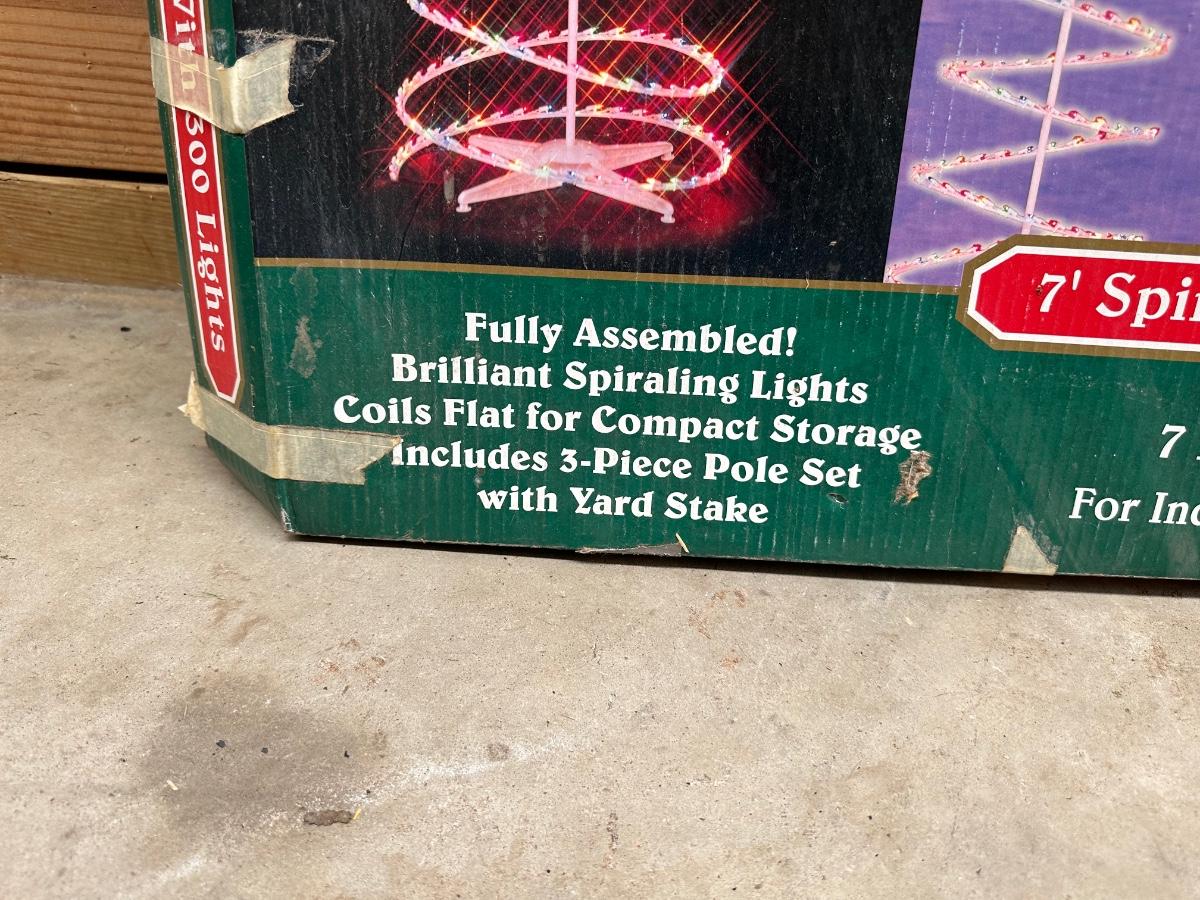 With 300 Lights
7' Spi
Fully Assembled!
Brilliant Spiraling Lights
Coils Flat for Compact Storage
Includes 3-Piece Pole Set
with Yard Stake
7
For Inc